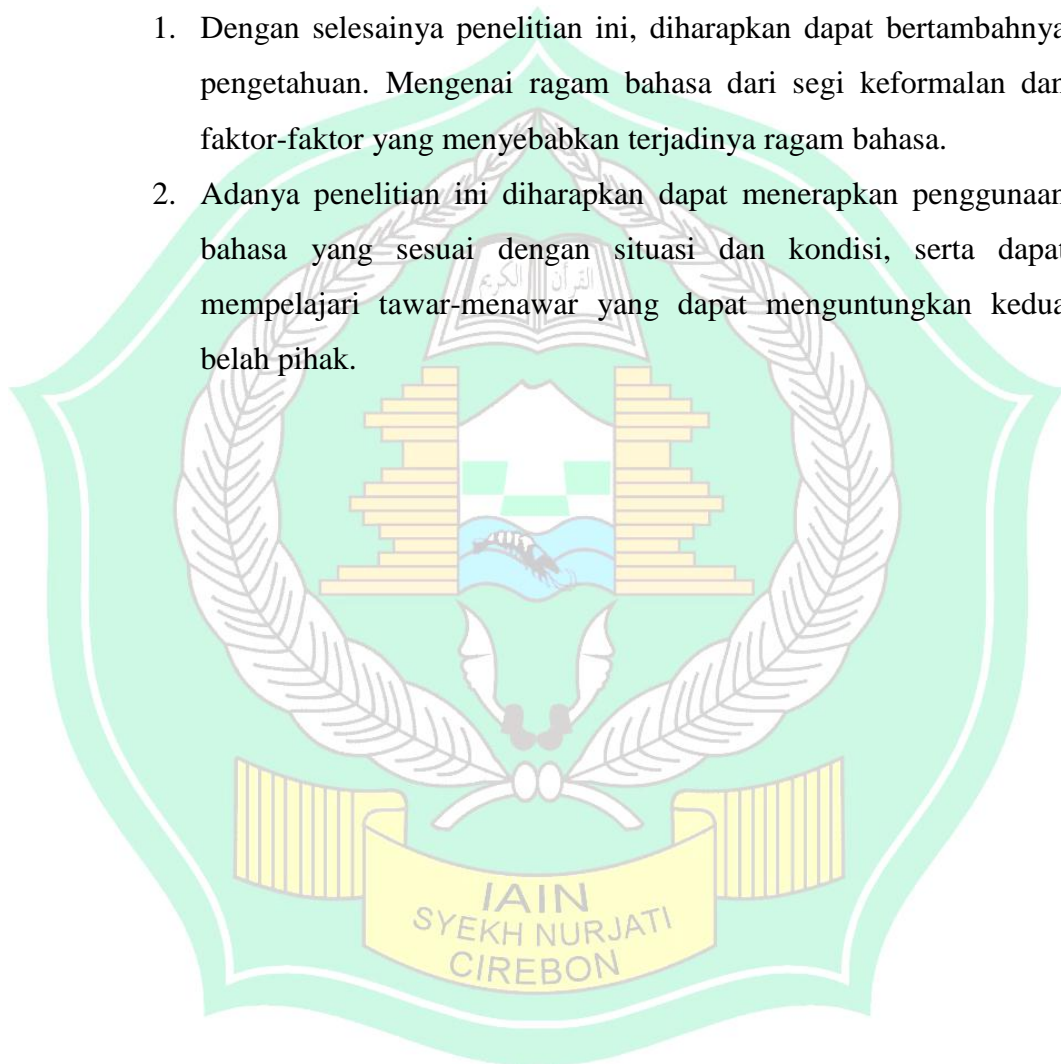 1. Dengan selesainya penelitian ini, diharapkan dapat bertambahnya
pengetahuan. Mengenai ragam bahasa dari segi keformalan dan
faktor-faktor yang menyebabkan terjadinya ragam bahasa.
2. Adanya penelitian ini diharapkan dapat menerapkan penggunaan
bahasa yang sesuai dengan situasi dan kondisi, serta dapat
mempelajari tawar-menawar yang dapat menguntungkan kedua
belah pihak.
القرآن الكريم
IAIN
SYEKH NURJATI
CIREBON